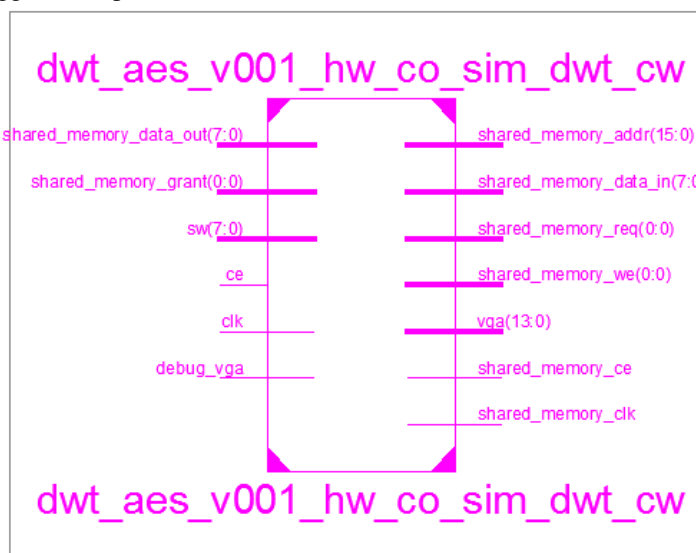 dwt_aes_v001_hw_co_sim_dwt_cw
shared_memory_data_out(7:0)
shared_memory_addr(15:0)
shared_memory_grant(0:0)
shared_memory_data_in(7:0
sw(7:0)
shared_memory_req(0:0)
ce
shared_memory_we(0:0)
clk
vga(13:0)
debug_vga
shared_memory_ce
shared_memory_clk
dwt_aes_v001_hw_co_sim_dwt_cw